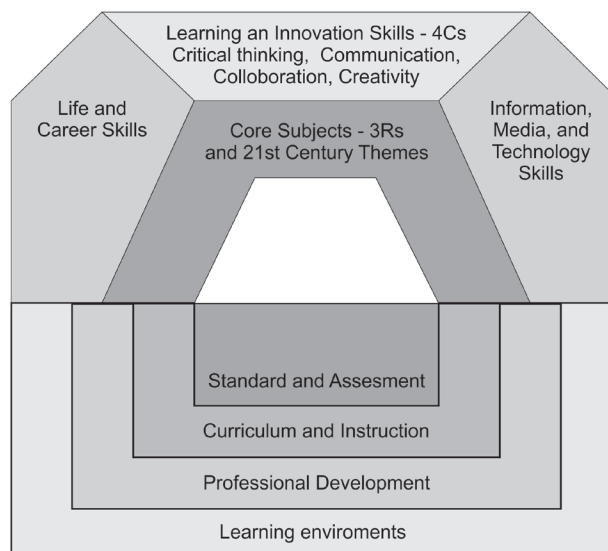 Learning an Innovation Skills - 4Cs
Critical thinking, Communication,
Colloboration, Creativity
Life and
Career Skills
Core Subjects - 3Rs
and 21st Century Themes
Information,
Media, and
Technology
Skills
Standard and Assesment
Curriculum and Instruction
Professional Development
Learning enviroments